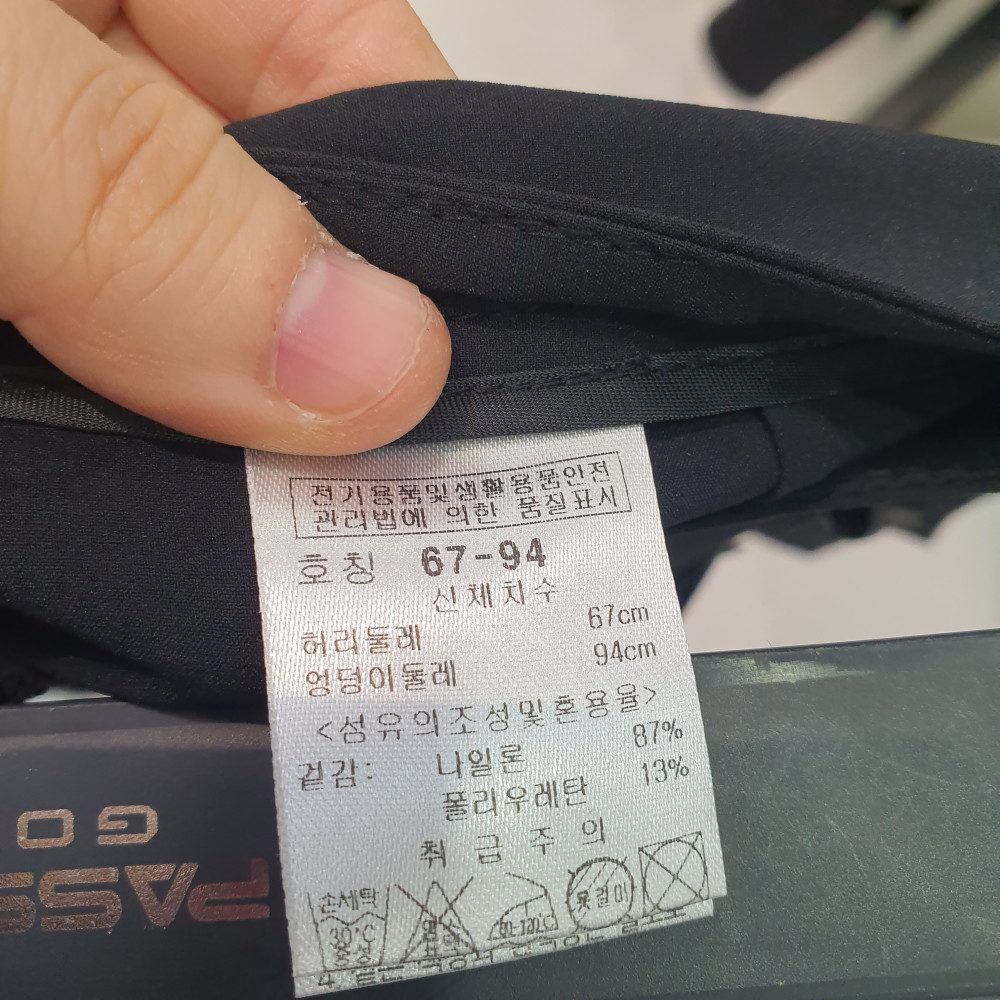 전기용품및생활용품안전
관리법에 의한 품질표시
호칭 67-94
신체치수
허리둘레 67cm
엉덩이둘레 94cm
<섬유의조성및혼용율>
겉감: 나일론 87%
폴리우레탄 13%
취 급 주 의
손세탁
옷걸이
GO
PASS